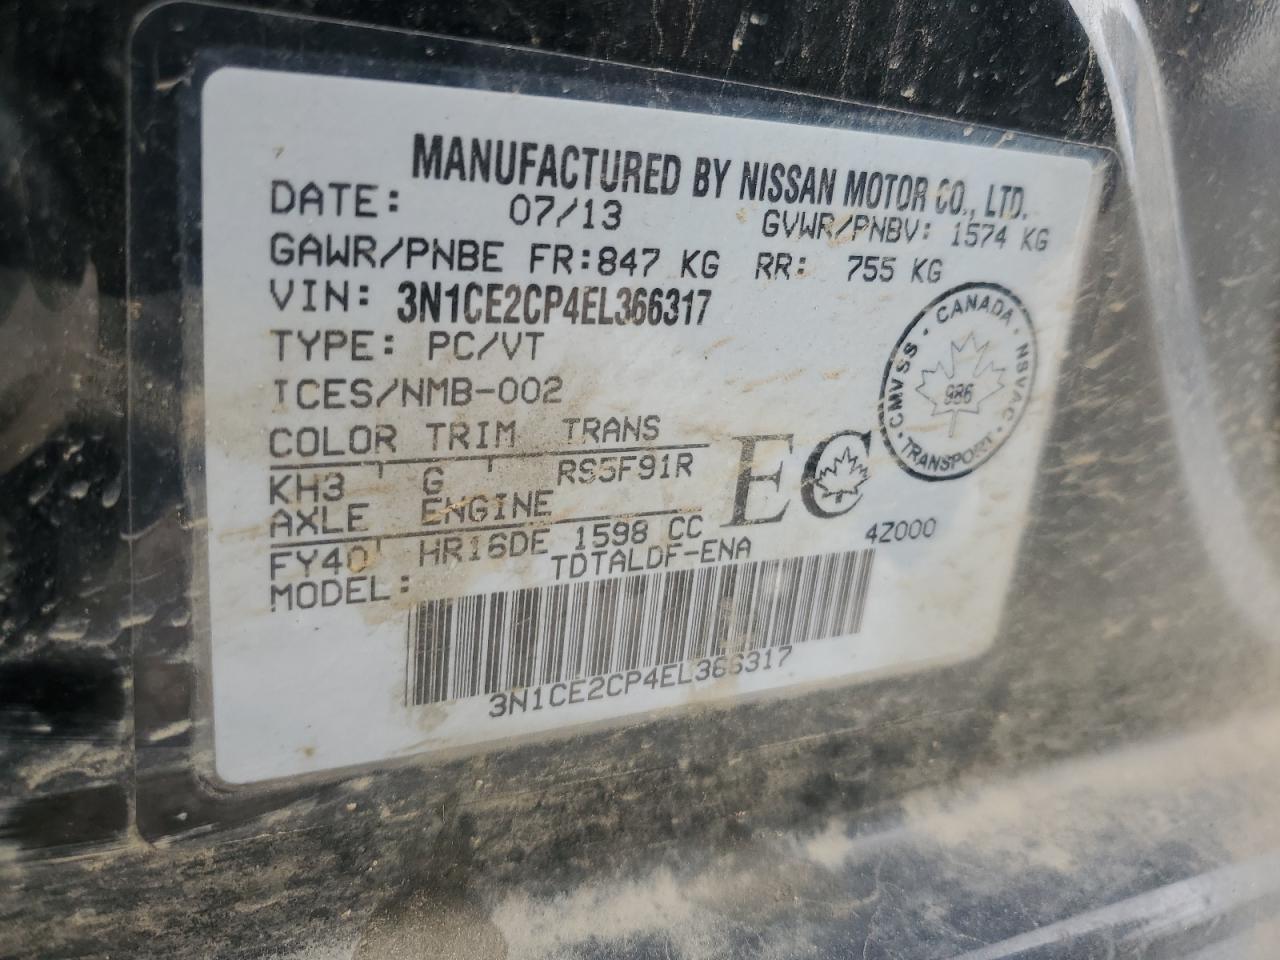 MANUFACTURED BY NISSAN MOTOR CO., LTD.
DATE: 07/13 GVWR/PNBV: 1574 KG
GAWR/PNBE FR:847 KG RR: 755 KG
VIN: 3N1CE2CP4EL366317
TYPE: PC/VT
ICES/NMB-002
CANADA · NSVAC · TRANSPORT · CMVSS ·
986
COLOR TRIM TRANS
KH3 G RS5F91R
EC
AXLE ENGINE
FY40 HR16DE 1598 CC 4Z000
MODEL: TDTALDF-ENA
3N1CE2CP4EL366317